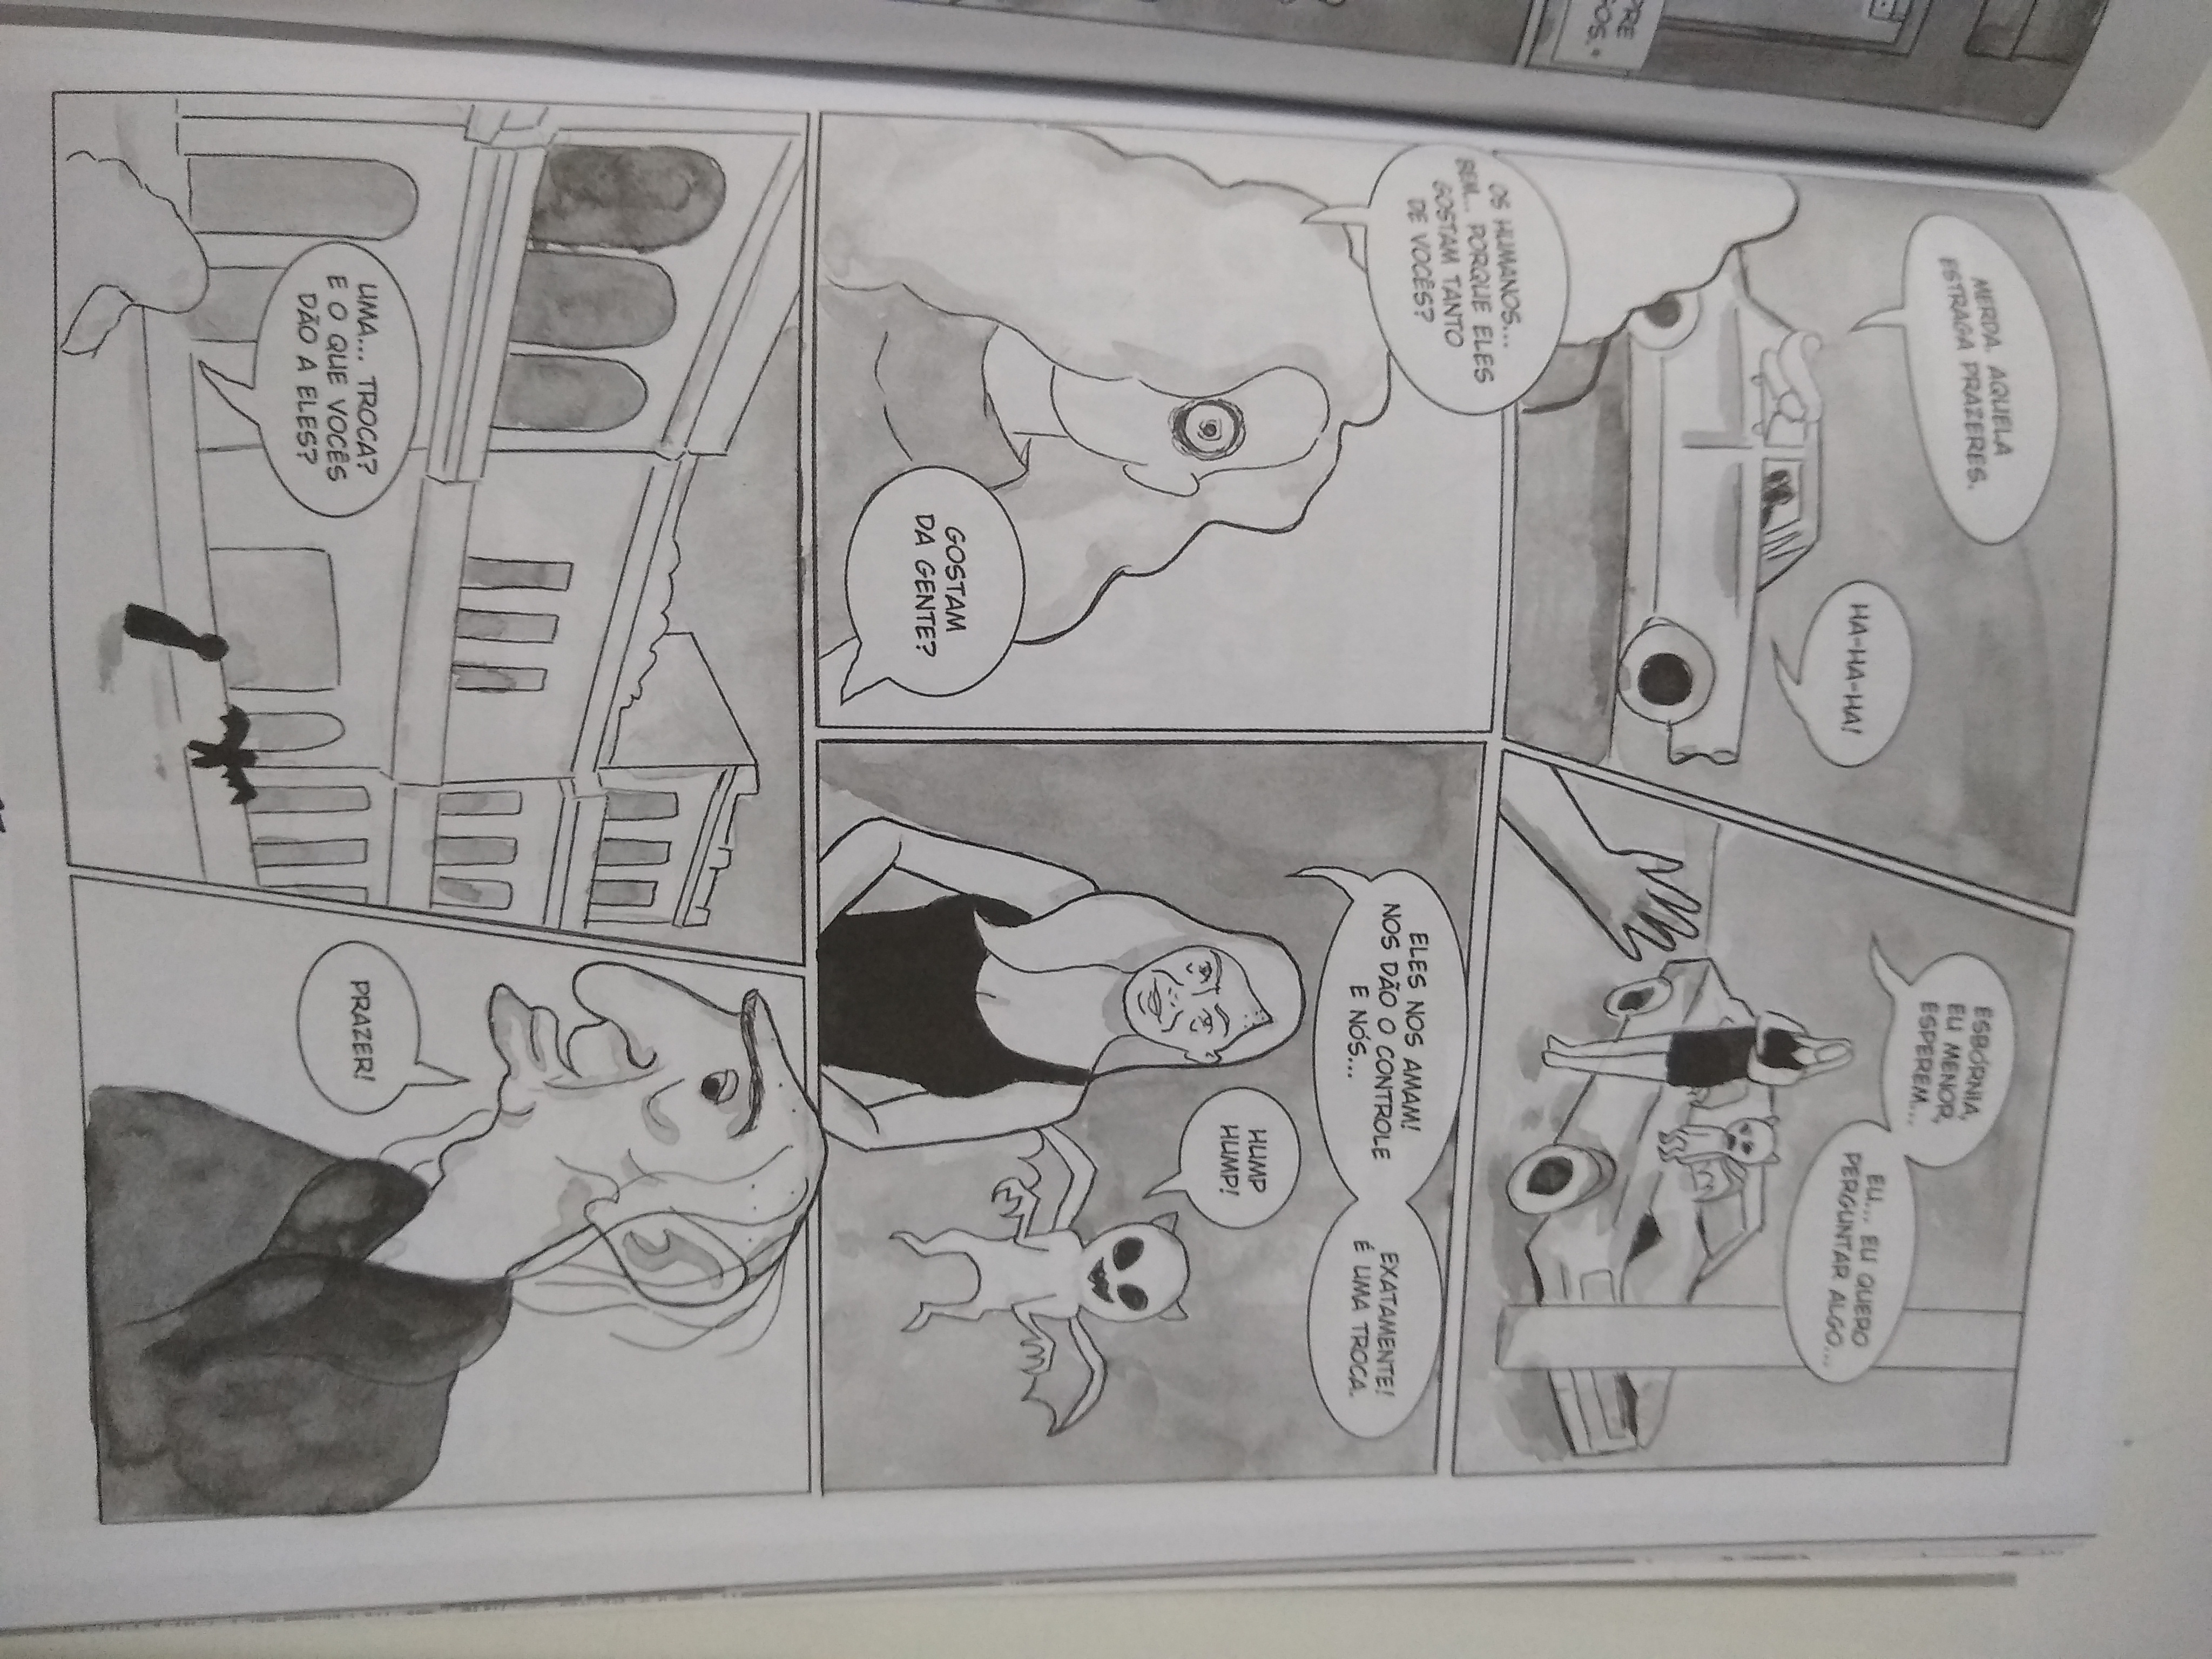 MERDA. AQUELA
ESTRAGA PRAZERES.
HA-HA-HA!
ESBÓRNIA,
EU MENOR,
ESPEREM...
EU... EU QUERO
PERGUNTAR ALGO...
OS HUMANOS...
BEM... PORQUE ELES
GOSTAM TANTO
DE VOCÊS?
GOSTAM
DA GENTE?
ELES NOS AMAM!
NOS DÃO O CONTROLE
E NÓS...
EXATAMENTE!
É UMA TROCA.
HUMP
HUMP!
UMA... TROCA?
E O QUE VOCÊS
DÃO A ELES?
PRAZER!